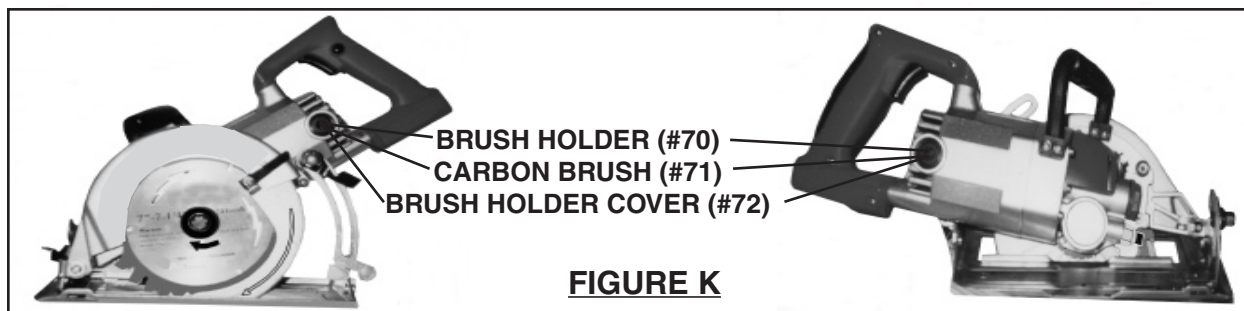 BRUSH HOLDER (#70)
CARBON BRUSH (#71)
BRUSH HOLDER COVER (#72)
FIGURE K